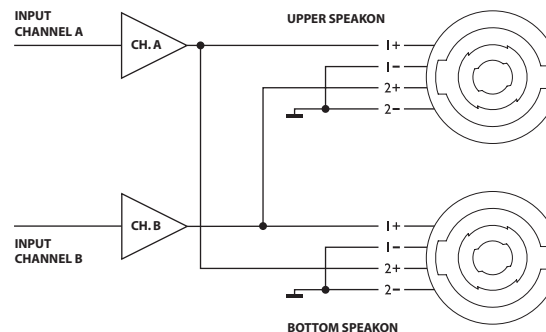 INPUT
CHANNEL A
CH. A
UPPER SPEAKON
1+
1-
2+
2-
CH. B
INPUT
CHANNEL B
1+
1-
2+
2-
BOTTOM SPEAKON